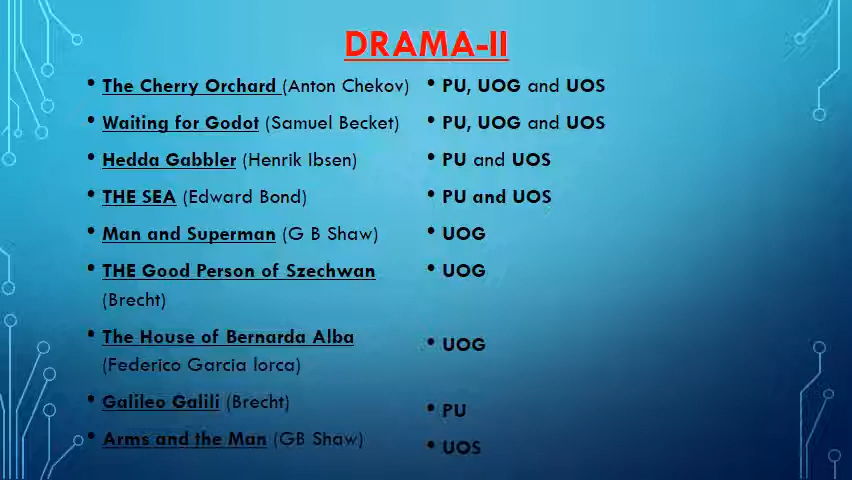 DRAMA-II
• The Cherry Orchard (Anton Chekov)
• Waiting for Godot (Samuel Becket)
• Hedda Gabbler (Henrik Ibsen)
• THE SEA (Edward Bond)
• Man and Superman (G B Shaw)
• THE Good Person of Szechwan
(Brecht)
• The House of Bernarda Alba
(Federico Garcia lorca)
• Galileo Galili (Brecht)
• Arms and the Man (GB Shaw)
• PU, UOG and UOS
• PU, UOG and UOS
• PU and UOS
• PU and UOS
• UOG
• UOG
• UOG
• PU
• UOS